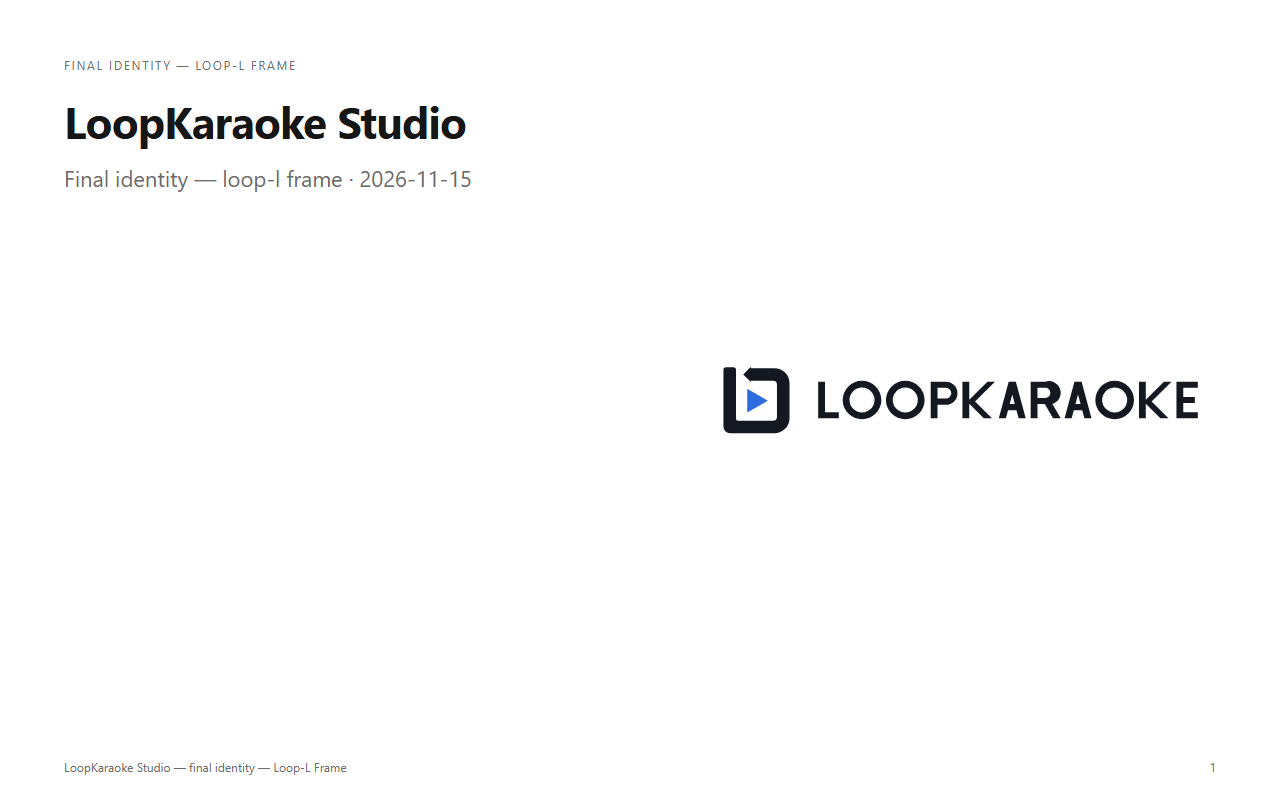 FINAL IDENTITY — LOOP-L FRAME
LoopKaraoke Studio
Final identity — loop-l frame · 2026-11-15
LOOPKARAOKE
LoopKaraoke Studio — final identity — Loop-L Frame
1